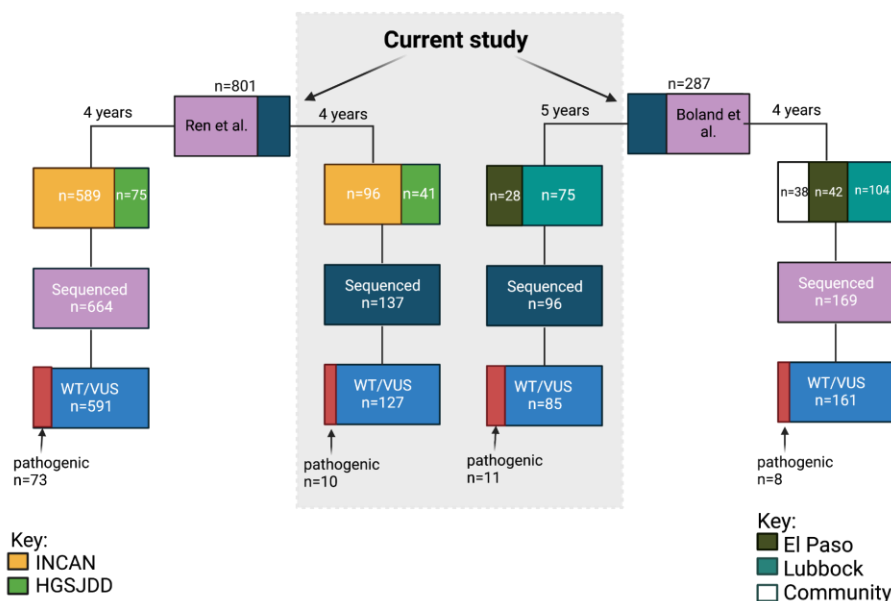 Current study
n=801
n=287
4 years
Ren et al.
4 years
5 years
Boland
et al.
4 years
n=589
n=75
n=96
n=41
n=28
n=75
n=38
n=42
n=104
Sequenced
n=664
Sequenced
n=137
Sequenced
n=96
Sequenced
n=169
WT/VUS
n=591
WT/VUS
n=127
WT/VUS
n=85
WT/VUS
n=161
pathogenic
n=73
pathogenic
n=10
pathogenic
n=11
pathogenic
n=8
Key:
INCAN
HGSJDD
Key:
El Paso
Lubbock
Community